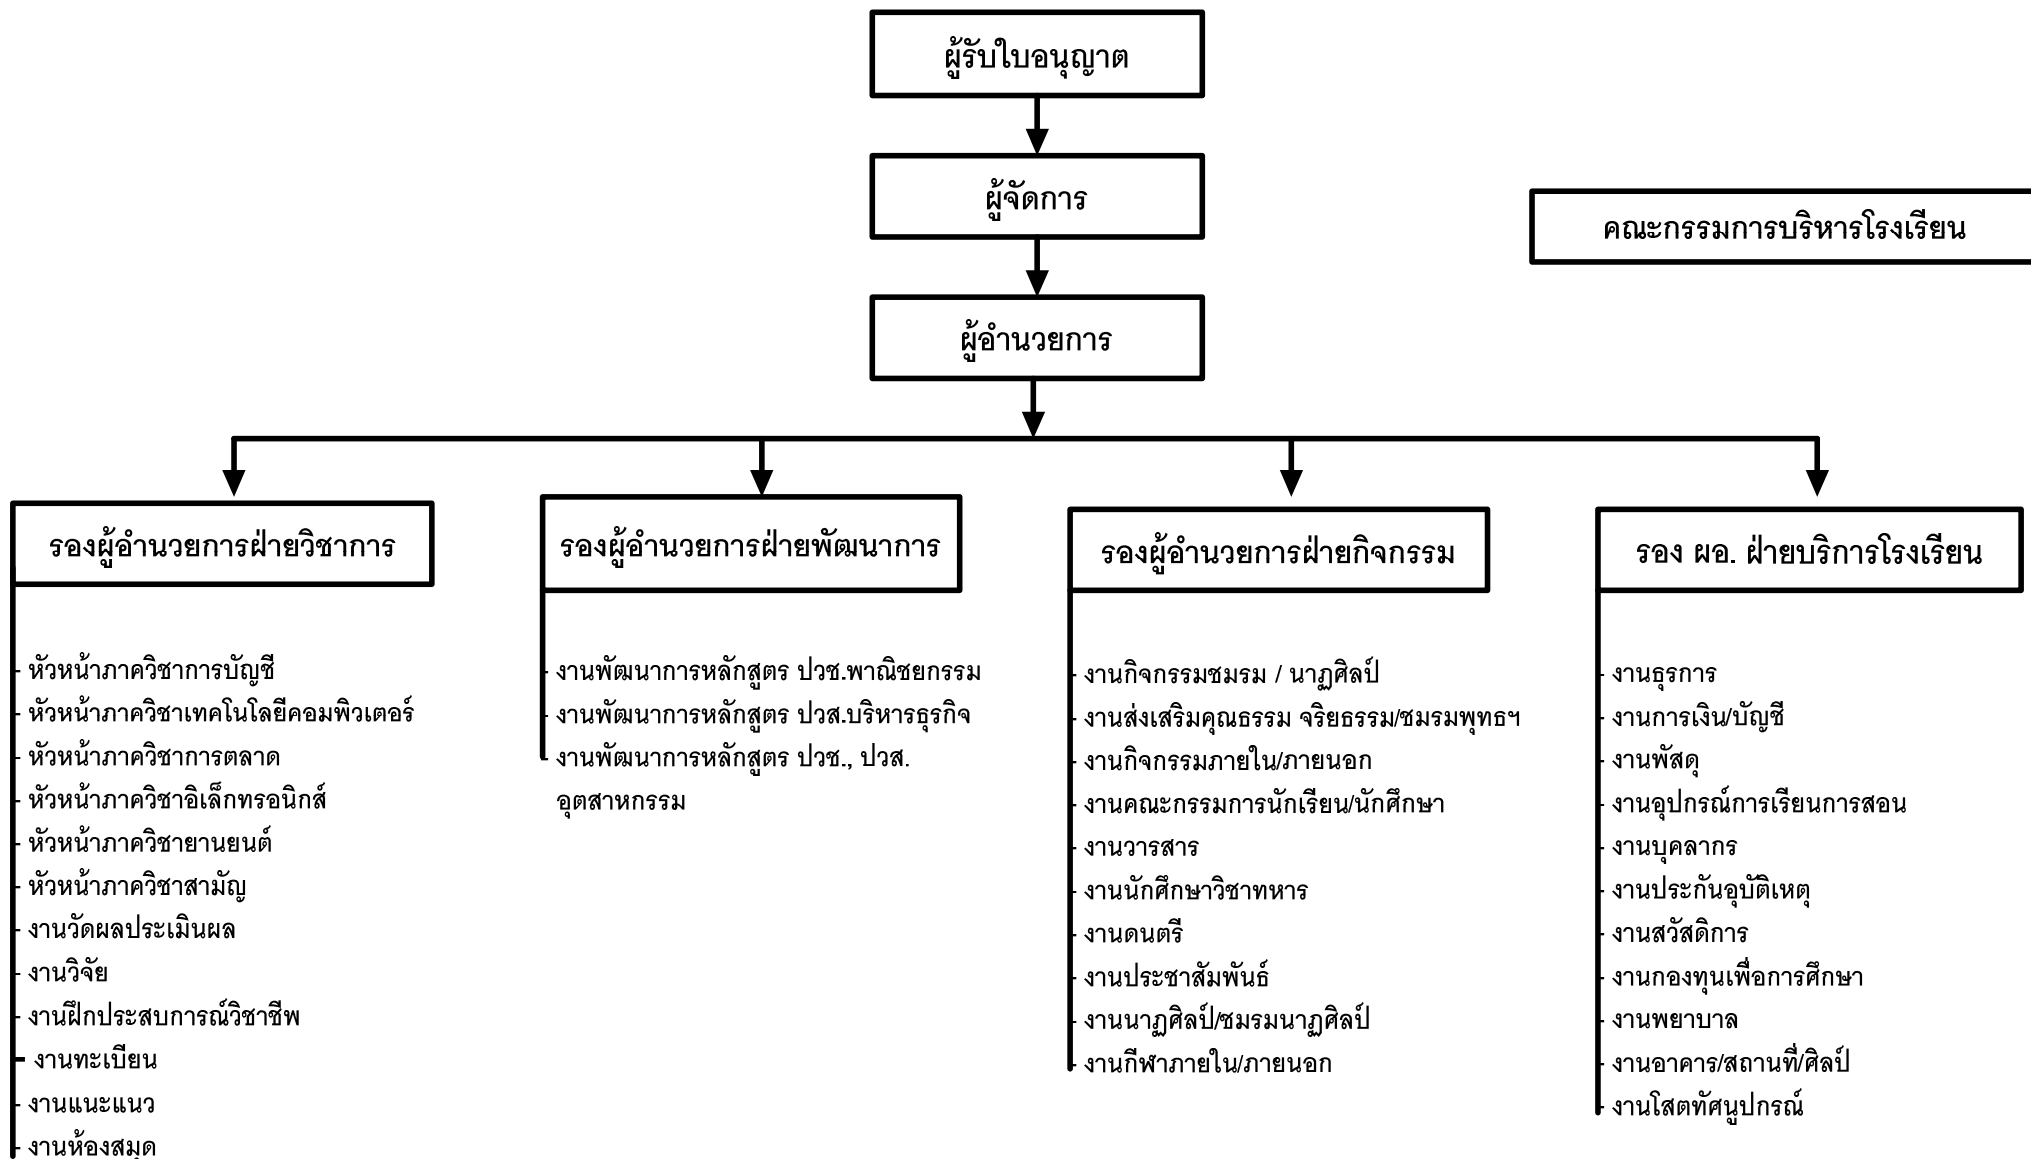 ผู้รับใบอนุญาต
ผู้จัดการ
คณะกรรมการบริหารโรงเรียน
ผู้อำนวยการ
รองผู้อำนวยการฝ่ายวิชาการ
- หัวหน้าภาควิชาการบัญชี
- หัวหน้าภาควิชาเทคโนโลยีคอมพิวเตอร์
- หัวหน้าภาควิชาการตลาด
- หัวหน้าภาควิชาอิเล็กทรอนิกส์
- หัวหน้าภาควิชายานยนต์
- หัวหน้าภาควิชาสามัญ
- งานวัดผลประเมินผล
- งานวิจัย
- งานฝึกประสบการณ์วิชาชีพ
- งานทะเบียน
- งานแนะแนว
- งานห้องสมุด
รองผู้อำนวยการฝ่ายพัฒนาการ
- งานพัฒนาการหลักสูตร ปวช.พาณิชยกรรม
- งานพัฒนาการหลักสูตร ปวส.บริหารธุรกิจ
- งานพัฒนาการหลักสูตร ปวช., ปวส.
อุตสาหกรรม
รองผู้อำนวยการฝ่ายกิจกรรม
- งานกิจกรรมชมรม / นาฏศิลป์
- งานส่งเสริมคุณธรรม จริยธรรม/ชมรมพุทธฯ
- งานกิจกรรมภายใน/ภายนอก
- งานคณะกรรมการนักเรียน/นักศึกษา
- งานวารสาร
- งานนักศึกษาวิชาทหาร
- งานดนตรี
- งานประชาสัมพันธ์
- งานนาฏศิลป์/ชมรมนาฏศิลป์
- งานกีฬาภายใน/ภายนอก
รอง ผอ. ฝ่ายบริการโรงเรียน
- งานธุรการ
- งานการเงิน/บัญชี
- งานพัสดุ
- งานอุปกรณ์การเรียนการสอน
- งานบุคลากร
- งานประกันอุบัติเหตุ
- งานสวัสดิการ
- งานกองทุนเพื่อการศึกษา
- งานพยาบาล
- งานอาคาร/สถานที่/ศิลป์
- งานโสตทัศนูปกรณ์